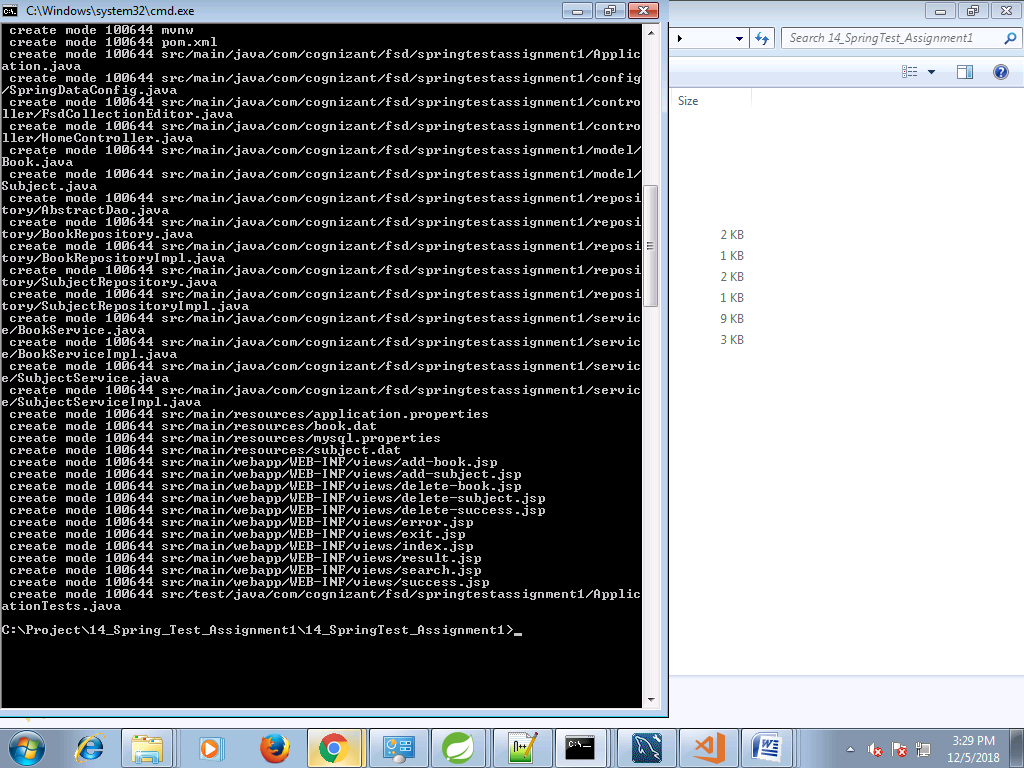 C:\Windows\system32\cmd.exe
create mode 100644 mvnw
create mode 100644 pom.xml
create mode 100644 src/main/java/com/cognizant/fsd/springtestassignment1/Applic
ation.java
create mode 100644 src/main/java/com/cognizant/fsd/springtestassignment1/config
/SpringDataConfig.java
create mode 100644 src/main/java/com/cognizant/fsd/springtestassignment1/contro
ller/FsdCollectionEditor.java
create mode 100644 src/main/java/com/cognizant/fsd/springtestassignment1/contro
ller/HomeController.java
create mode 100644 src/main/java/com/cognizant/fsd/springtestassignment1/model/
Book.java
create mode 100644 src/main/java/com/cognizant/fsd/springtestassignment1/model/
Subject.java
create mode 100644 src/main/java/com/cognizant/fsd/springtestassignment1/reposi
tory/AbstractDao.java
create mode 100644 src/main/java/com/cognizant/fsd/springtestassignment1/reposi
tory/BookRepository.java
create mode 100644 src/main/java/com/cognizant/fsd/springtestassignment1/reposi
tory/BookRepositoryImpl.java
create mode 100644 src/main/java/com/cognizant/fsd/springtestassignment1/reposi
tory/SubjectRepository.java
create mode 100644 src/main/java/com/cognizant/fsd/springtestassignment1/reposi
tory/SubjectRepositoryImpl.java
create mode 100644 src/main/java/com/cognizant/fsd/springtestassignment1/servic
e/BookService.java
create mode 100644 src/main/java/com/cognizant/fsd/springtestassignment1/servic
e/BookServiceImpl.java
create mode 100644 src/main/java/com/cognizant/fsd/springtestassignment1/servic
e/SubjectService.java
create mode 100644 src/main/java/com/cognizant/fsd/springtestassignment1/servic
e/SubjectServiceImpl.java
create mode 100644 src/main/resources/application.properties
create mode 100644 src/main/resources/book.dat
create mode 100644 src/main/resources/mysql.properties
create mode 100644 src/main/resources/subject.dat
create mode 100644 src/main/webapp/WEB-INF/views/add-book.jsp
create mode 100644 src/main/webapp/WEB-INF/views/add-subject.jsp
create mode 100644 src/main/webapp/WEB-INF/views/delete-book.jsp
create mode 100644 src/main/webapp/WEB-INF/views/delete-subject.jsp
create mode 100644 src/main/webapp/WEB-INF/views/delete-success.jsp
create mode 100644 src/main/webapp/WEB-INF/views/error.jsp
create mode 100644 src/main/webapp/WEB-INF/views/exit.jsp
create mode 100644 src/main/webapp/WEB-INF/views/index.jsp
create mode 100644 src/main/webapp/WEB-INF/views/result.jsp
create mode 100644 src/main/webapp/WEB-INF/views/search.jsp
create mode 100644 src/main/webapp/WEB-INF/views/success.jsp
create mode 100644 src/test/java/com/cognizant/fsd/springtestassignment1/Applic
ationTests.java
C:\Project\14_Spring_Test_Assignment1\14_SpringTest_Assignment1>_
Search 14_SpringTest_Assignment1
Size
2 KB
1 KB
2 KB
1 KB
9 KB
3 KB
3:29 PM
12/5/2018